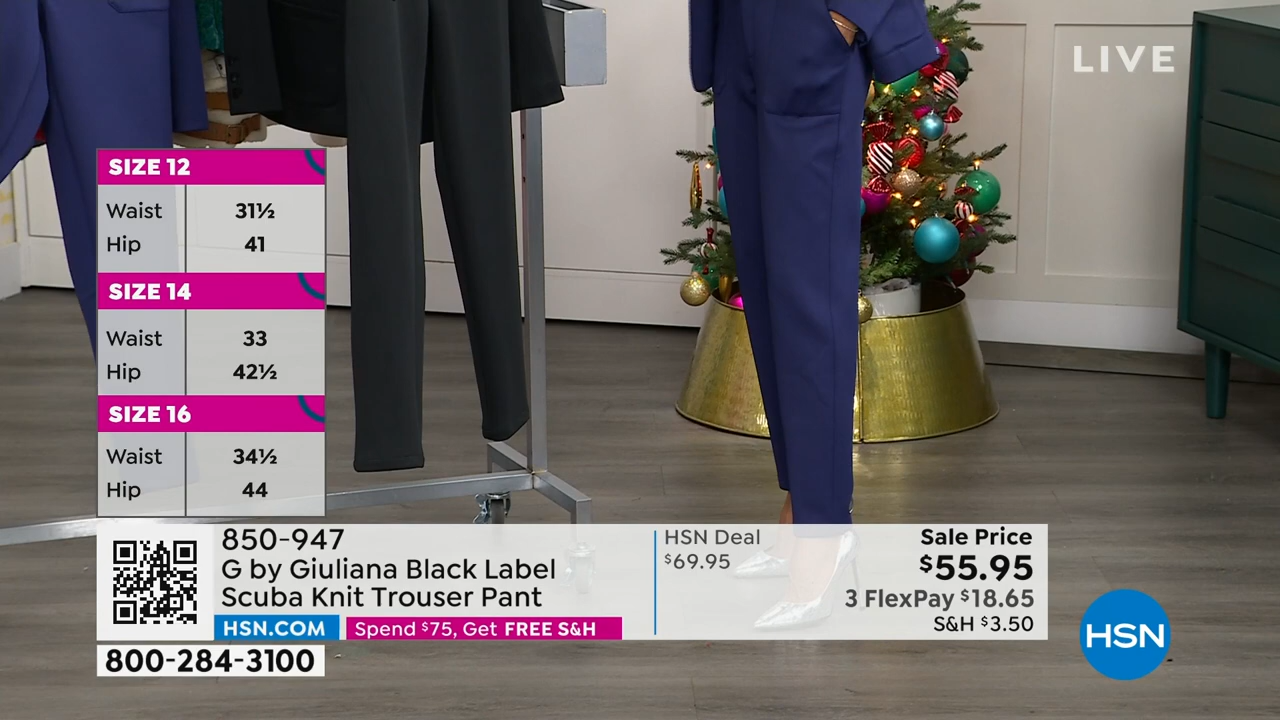 LIVE
SIZE 12
Waist 31½
Hip 41
SIZE 14
Waist 33
Hip 42½
SIZE 16
Waist 34½
Hip 44
850-947
G by Giuliana Black Label
Scuba Knit Trouser Pant
HSN.COM Spend $75, Get FREE S&H
HSN Deal
$69.95
Sale Price
$55.95
3 FlexPay $18.65
S&H $3.50
800-284-3100
HSN